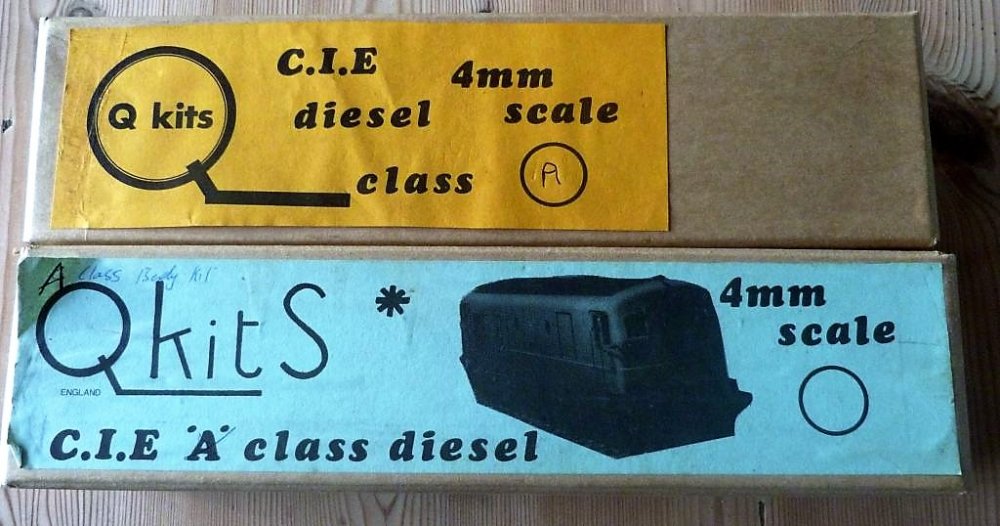 Q kits
C.I.E
diesel
4mm
scale
class
A
A Class Body Kit
QkitS *
ENGLAND
4mm
scale
C.I.E "A" class diesel